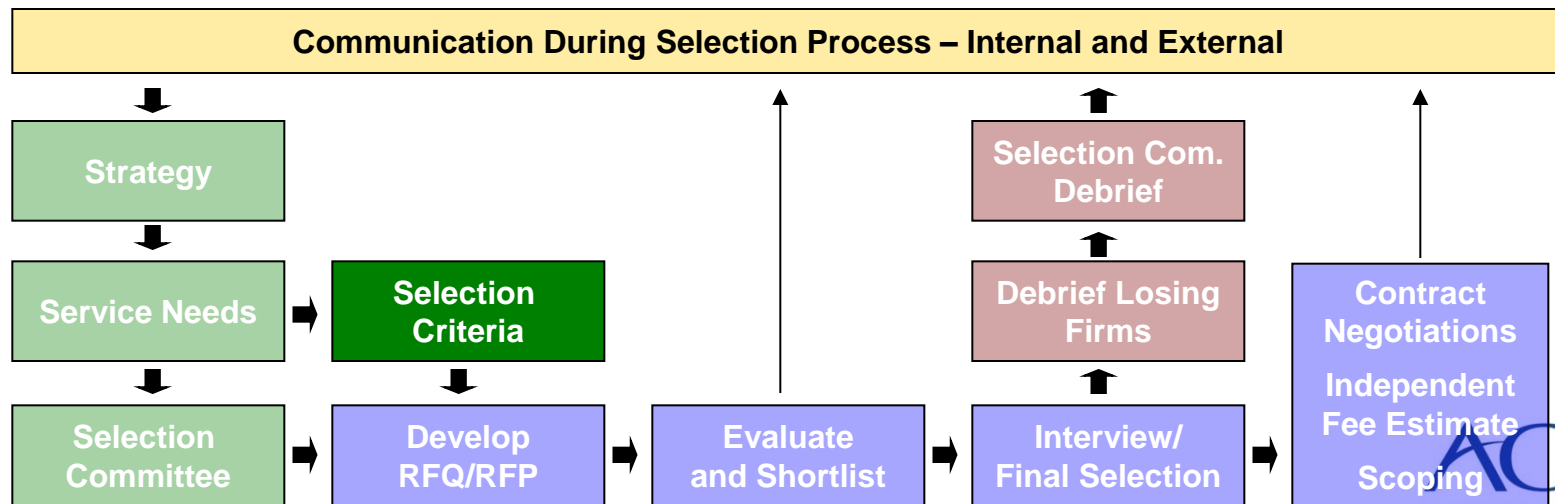 Communication During Selection Process – Internal and External
Strategy
Selection Com.
Debrief
Service Needs
Selection
Criteria
Debrief Losing
Firms
Contract
Negotiations
Independent
Fee Estimate
Scoping
Selection
Committee
Develop
RFQ/RFP
Evaluate
and Shortlist
Interview/
Final Selection